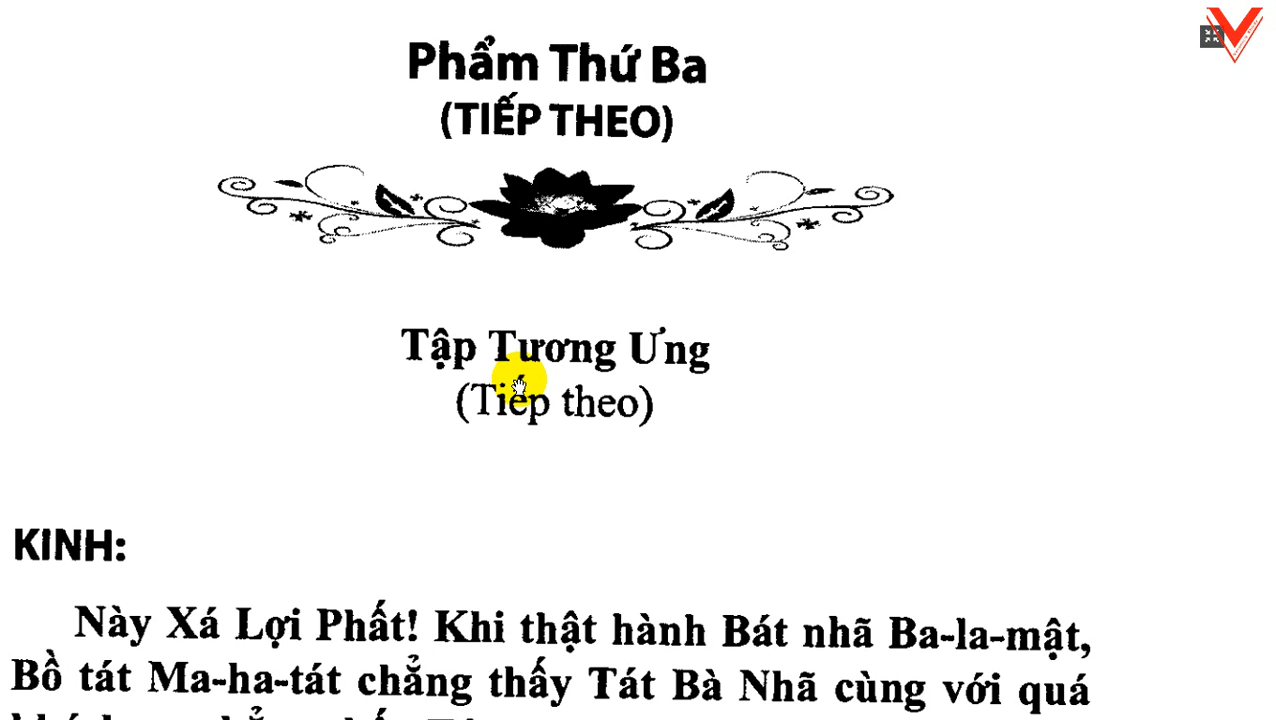 Phẩm Thứ Ba
(TIẾP THEO)
Tập Tương Ưng
(Tiếp theo)
KINH:
Này Xá Lợi Phất! Khi thật hành Bát nhã Ba-la-mật,
Bồ tát Ma-ha-tát chẳng thấy Tát Bà Nhã cùng với quá